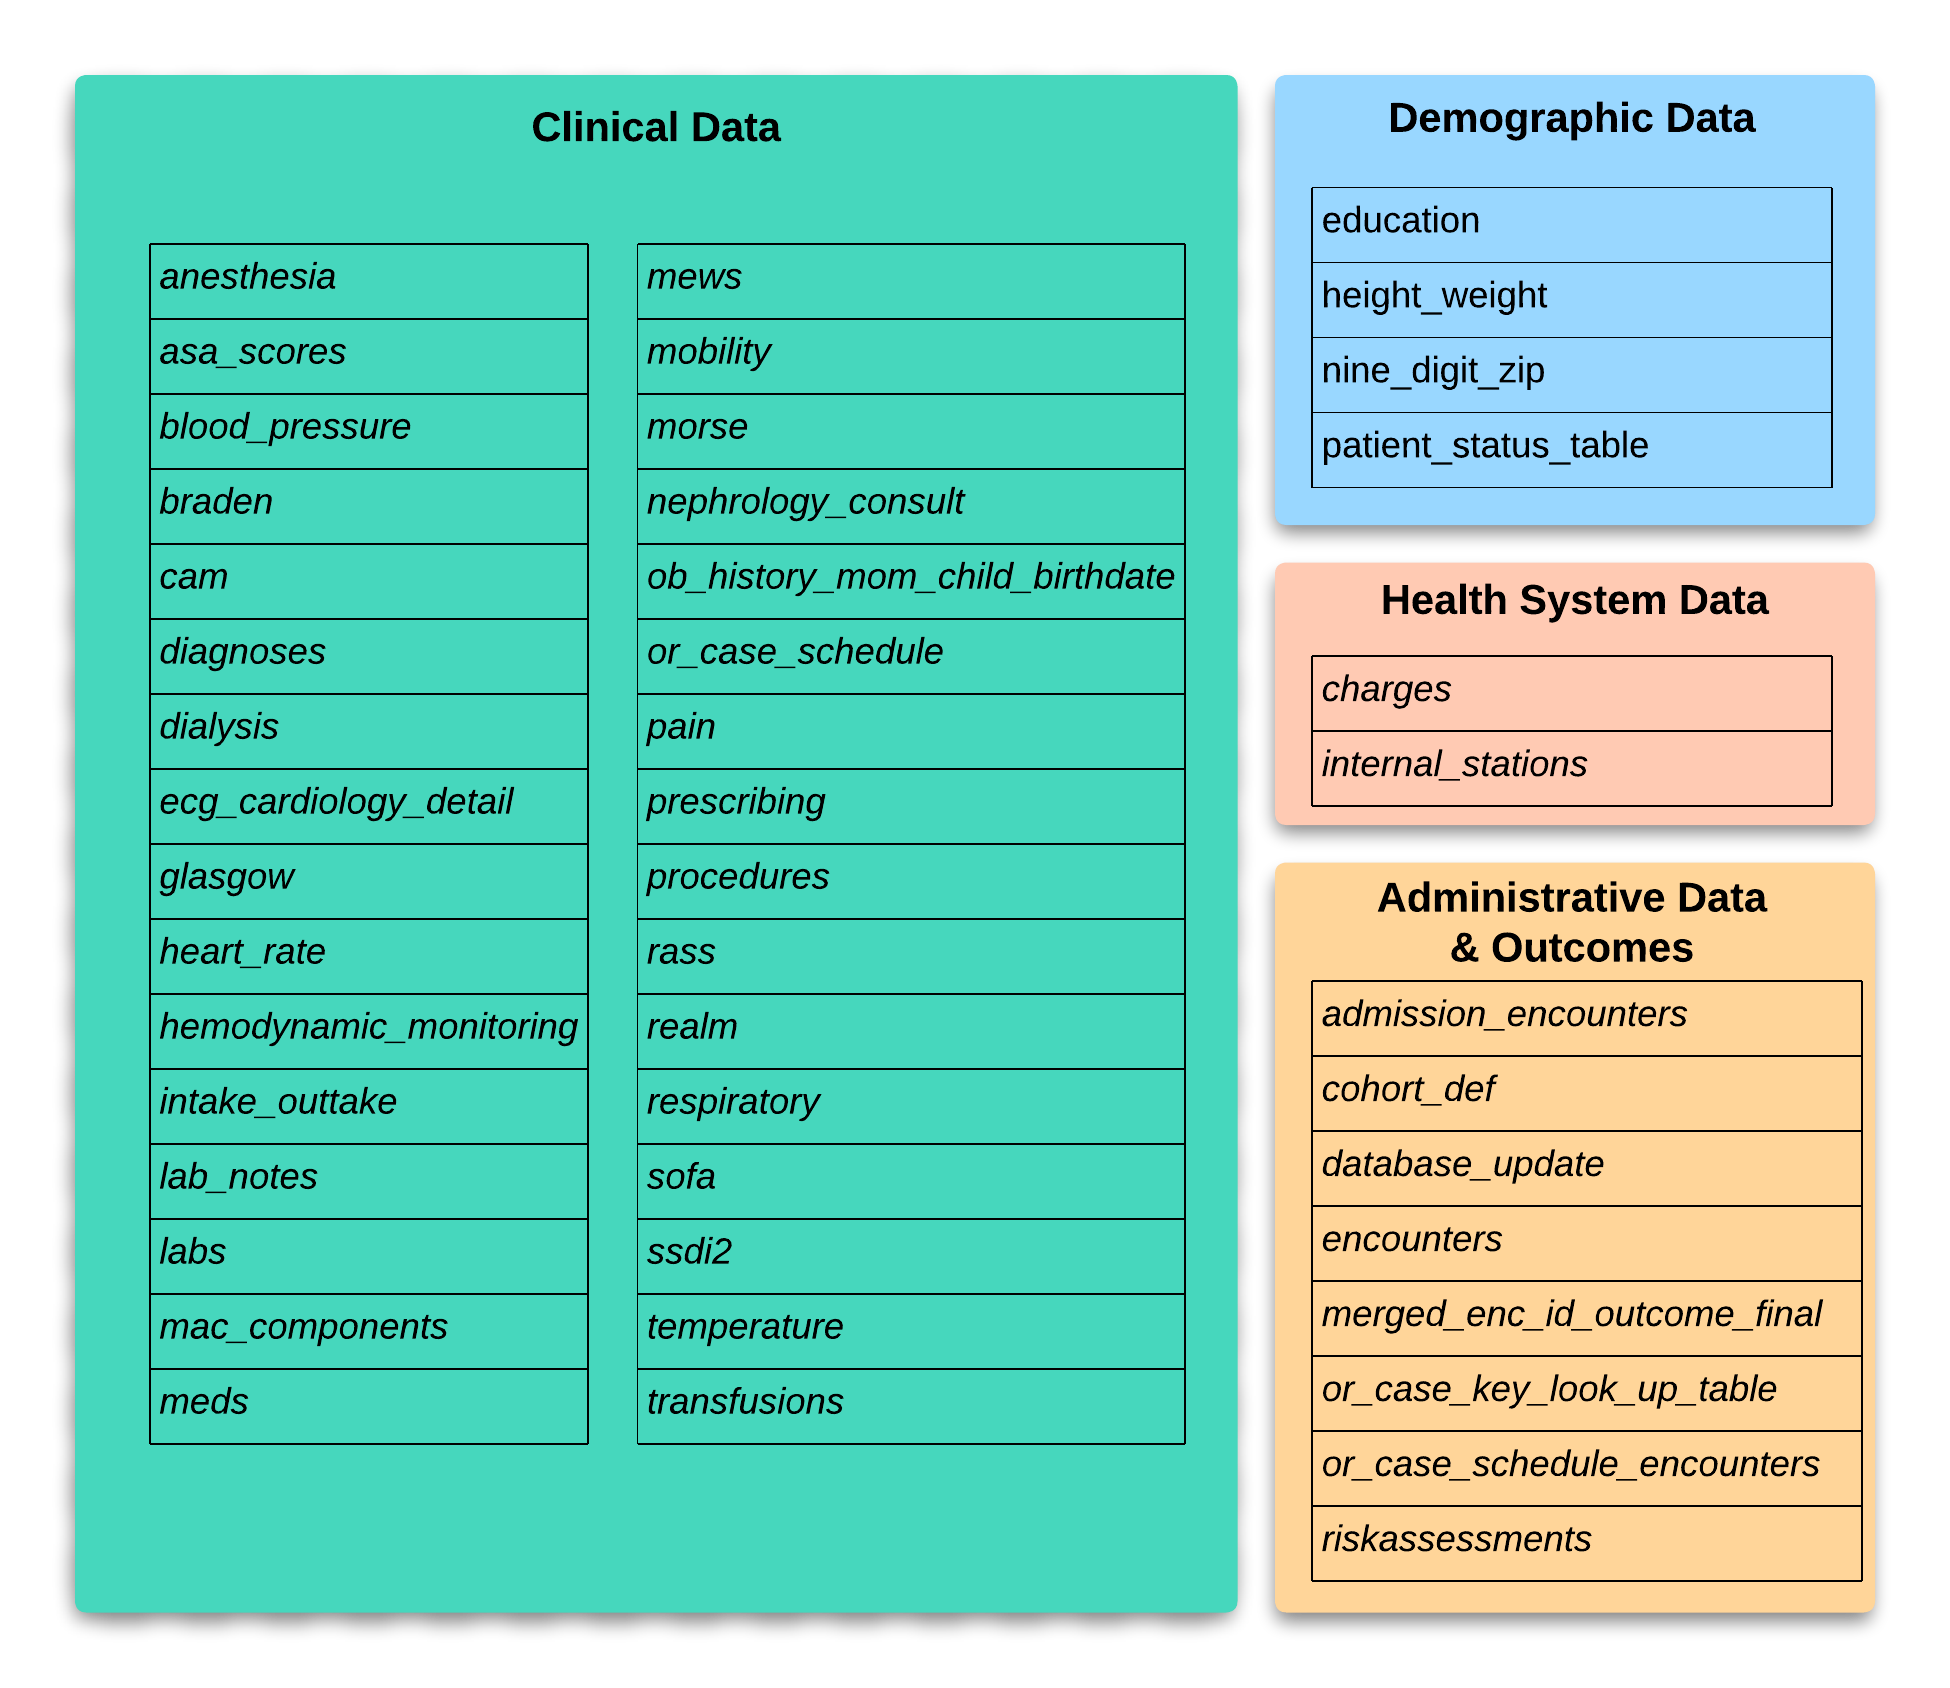 Clinical Data
anesthesia
asa_scores
blood_pressure
braden
cam
diagnoses
dialysis
ecg_cardiology_detail
glasgow
heart_rate
hemodynamic_monitoring
intake_outtake
lab_notes
labs
mac_components
meds
mews
mobility
morse
nephrology_consult
ob_history_mom_child_birthdate
or_case_schedule
pain
prescribing
procedures
rass
realm
respiratory
sofa
ssdi2
temperature
transfusions
Demographic Data
education
height_weight
nine_digit_zip
patient_status_table
Health System Data
charges
internal_stations
Administrative Data
& Outcomes
admission_encounters
cohort_def
database_update
encounters
merged_enc_id_outcome_final
or_case_key_look_up_table
or_case_schedule_encounters
riskassessments